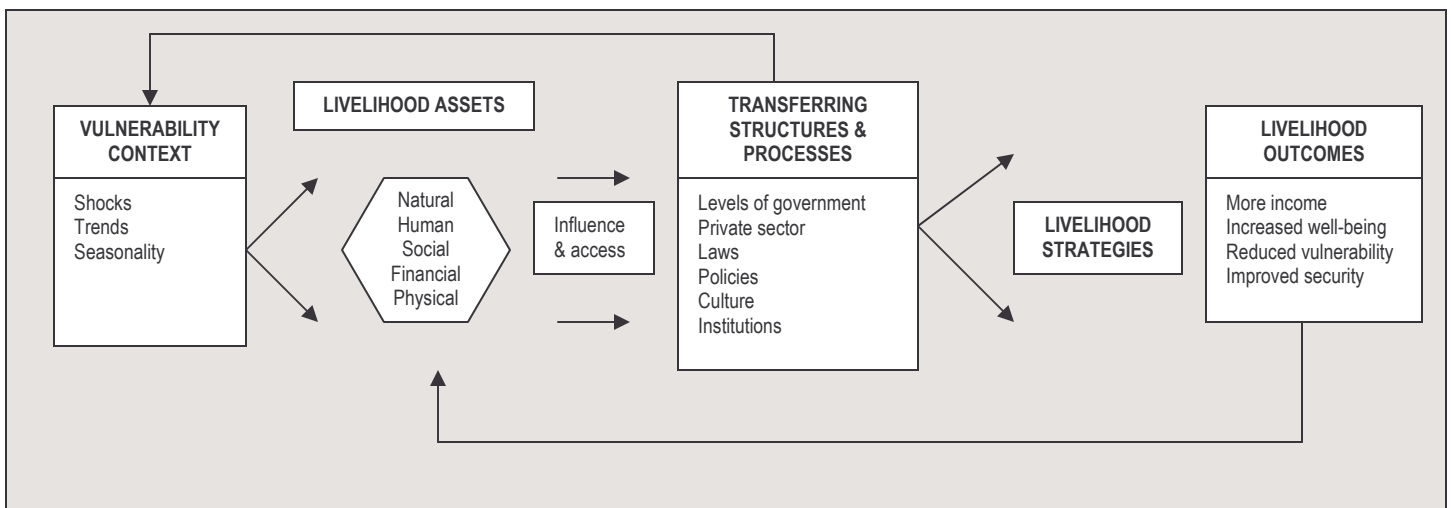 VULNERABILITY
CONTEXT
Shocks
Trends
Seasonality
LIVELIHOOD ASSETS
Natural
Human
Social
Financial
Physical
Influence
& access
TRANSFERRING
STRUCTURES &
PROCESSES
Levels of government
Private sector
Laws
Policies
Culture
Institutions
LIVELIHOOD
STRATEGIES
LIVELIHOOD
OUTCOMES
More income
Increased well-being
Reduced vulnerability
Improved security